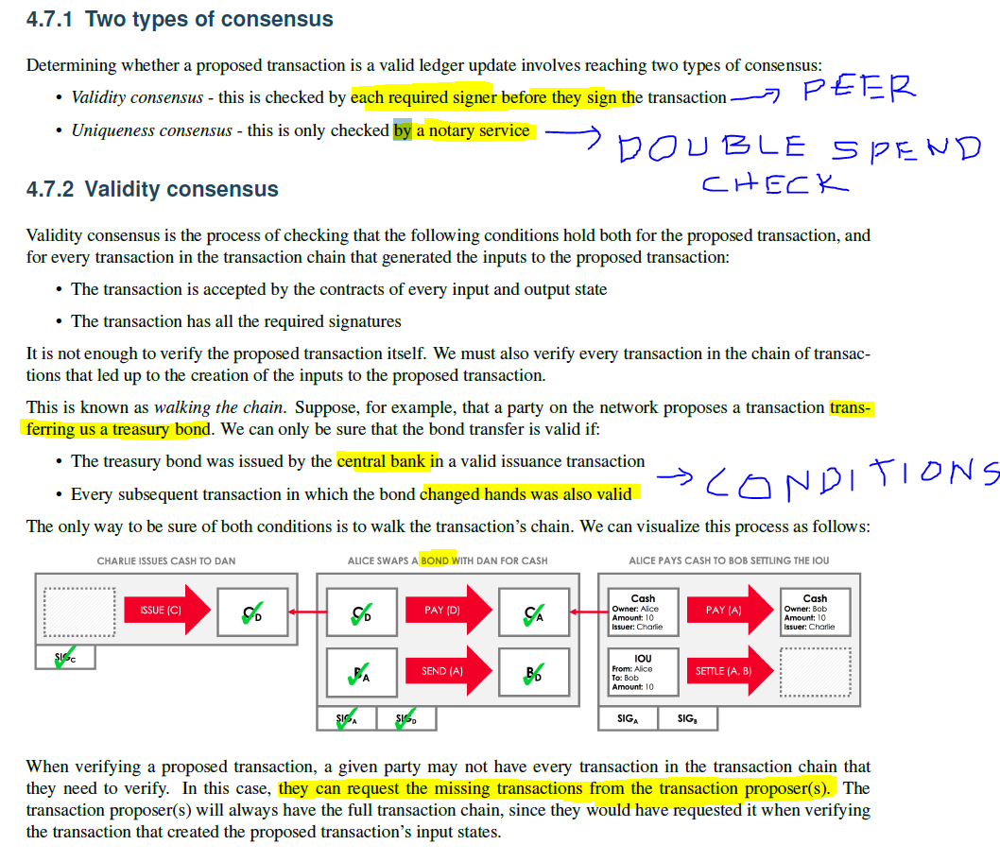 4.7.1 Two types of consensus
Determining whether a proposed transaction is a valid ledger update involves reaching two types of consensus:
• Validity consensus - this is checked by each required signer before they sign the transaction
PEER
• Uniqueness consensus - this is only checked by a notary service
DOUBLE SPEND
CHECK
4.7.2 Validity consensus
Validity consensus is the process of checking that the following conditions hold both for the proposed transaction, and
for every transaction in the transaction chain that generated the inputs to the proposed transaction:
• The transaction is accepted by the contracts of every input and output state
• The transaction has all the required signatures
It is not enough to verify the proposed transaction itself. We must also verify every transaction in the chain of transac-
tions that led up to the creation of the inputs to the proposed transaction.
This is known as walking the chain. Suppose, for example, that a party on the network proposes a transaction trans-
ferring us a treasury bond. We can only be sure that the bond transfer is valid if:
• The treasury bond was issued by the central bank in a valid issuance transaction
• Every subsequent transaction in which the bond changed hands was also valid
CONDITIONS
The only way to be sure of both conditions is to walk the transaction's chain. We can visualize this process as follows:
CHARLIE ISSUES CASH TO DAN
ISSUE (C)
CD
SIGC
ALICE SWAPS A BOND WITH DAN FOR CASH
CD
PAY (D)
CA
BA
SEND (A)
BD
SIGA
SIGD
ALICE PAYS CASH TO BOB SETTLING THE IOU
Cash
Owner: Alice
Amount: 10
Issuer: Charlie
PAY (A)
Cash
Owner: Bob
Amount: 10
Issuer: Charlie
IOU
From: Alice
To: Bob
Amount: 10
SETTLE (A, B)
SIGA
SIGB
When verifying a proposed transaction, a given party may not have every transaction in the transaction chain that
they need to verify. In this case, they can request the missing transactions from the transaction proposer(s). The
transaction proposer(s) will always have the full transaction chain, since they would have requested it when verifying
the transaction that created the proposed transaction's input states.